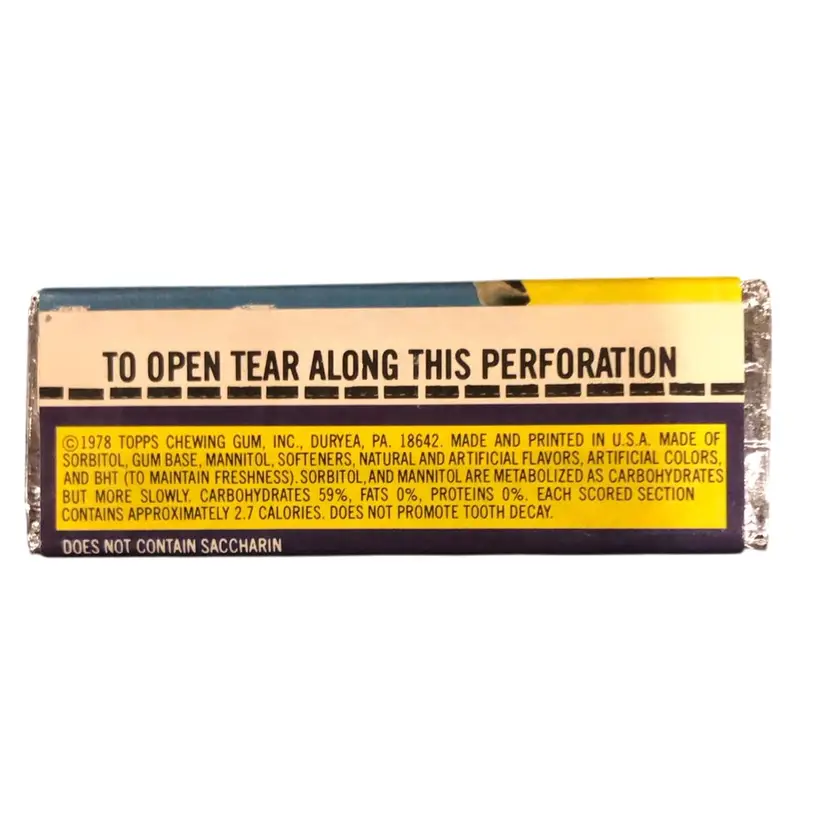 TO OPEN TEAR ALONG THIS PERFORATION
©1978 TOPPS CHEWING GUM, INC., DURYEA, PA. 18642. MADE AND PRINTED IN U.S.A. MADE OF
SORBITOL, GUM BASE, MANNITOL, SOFTENERS, NATURAL AND ARTIFICIAL FLAVORS, ARTIFICIAL COLORS,
AND BHT (TO MAINTAIN FRESHNESS). SORBITOL, AND MANNITOL ARE METABOLIZED AS CARBOHYDRATES
BUT MORE SLOWLY. CARBOHYDRATES 59%, FATS 0%, PROTEINS 0%. EACH SCORED SECTION
CONTAINS APPROXIMATELY 2.7 CALORIES. DOES NOT PROMOTE TOOTH DECAY.
DOES NOT CONTAIN SACCHARIN